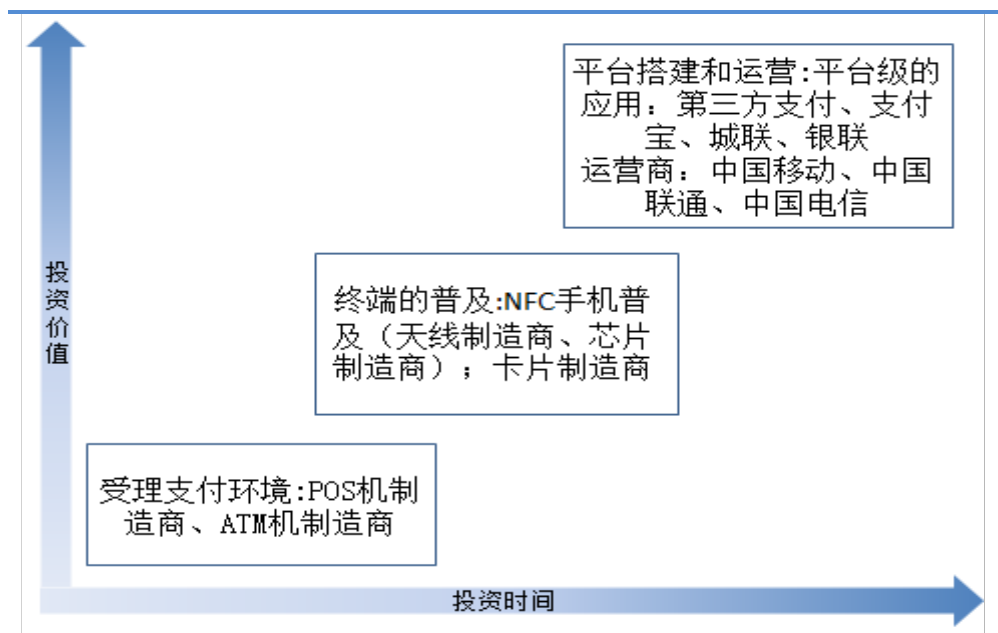 平台搭建和运营:平台级的
应用：第三方支付、支付
宝、城联、银联
运营商：中国移动、中国
联通、中国电信
投
资
价
值
终端的普及:NFC手机普
及（天线制造商、芯片
制造商）；卡片制造商
受理支付环境:POS机制
造商、ATM机制造商
投资时间